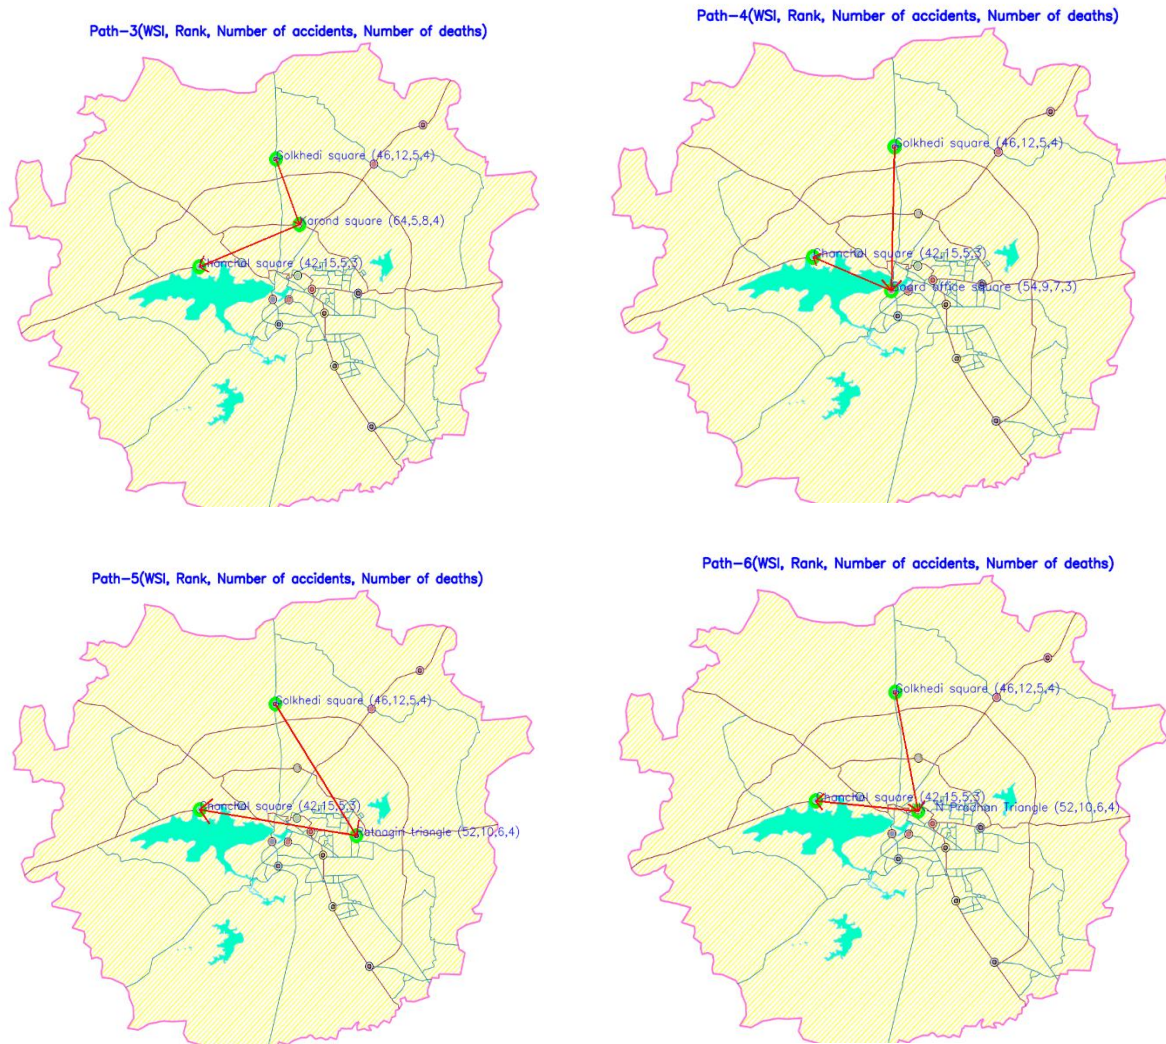 Path-3(WSI, Rank, Number of accidents, Number of deaths)
Golkhedi square (46,12,5,4)
Karond square (64,5,8,4)
Chanchal square (42,15,5,3)
Path-4(WSI, Rank, Number of accidents, Number of deaths)
Golkhedi square (46,12,5,4)
Chanchal square (42,15,5,3)
Board office square (54,9,7,3)
Path-5(WSI, Rank, Number of accidents, Number of deaths)
Golkhedi square (46,12,5,4)
Chanchal square (42,15,5,3)
Ratnagiri triangle (52,10,6,4)
Path-6(WSI, Rank, Number of accidents, Number of deaths)
Golkhedi square (46,12,5,4)
Chanchal square (42,15,5,3)
N Pradhan Triangle (52,10,6,4)